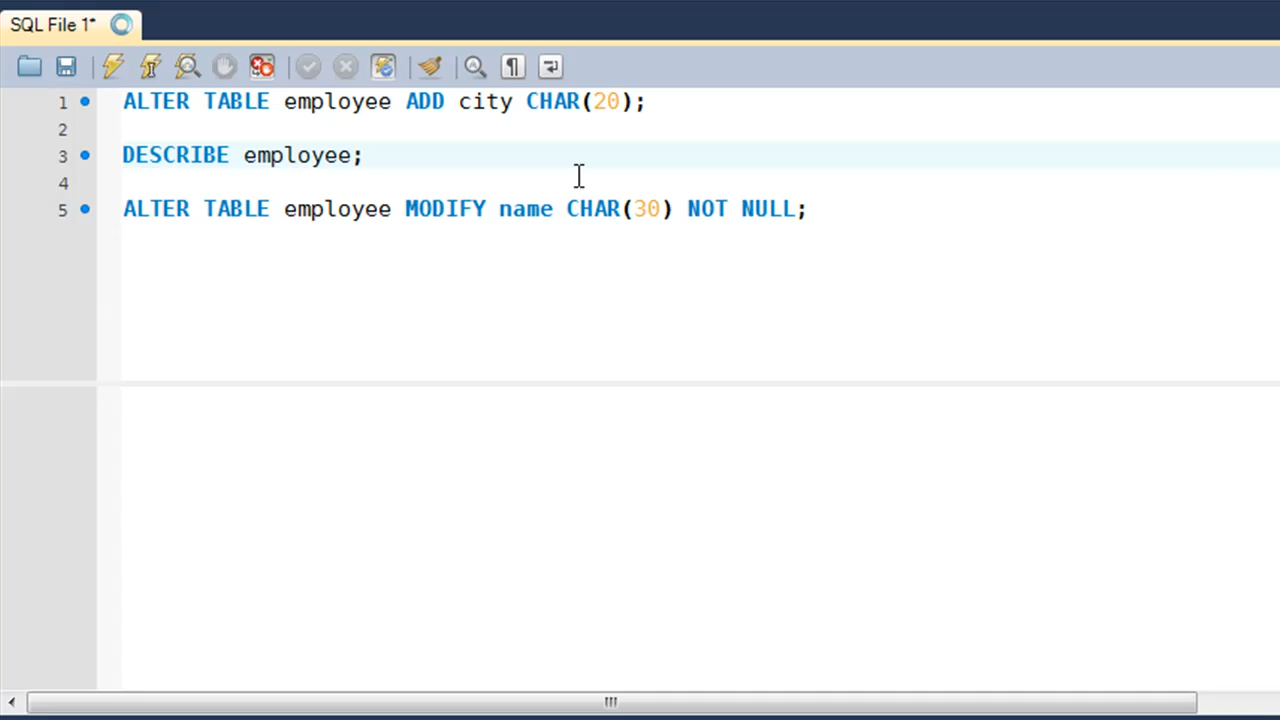 SQL File 1*
1 ALTER TABLE employee ADD city CHAR(20);
2
3 DESCRIBE employee;
4
5 ALTER TABLE employee MODIFY name CHAR(30) NOT NULL;